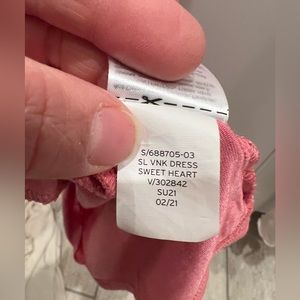 S/688705-03
SL VNK DRESS
SWEET HEART
V/302842
SU21
02/21